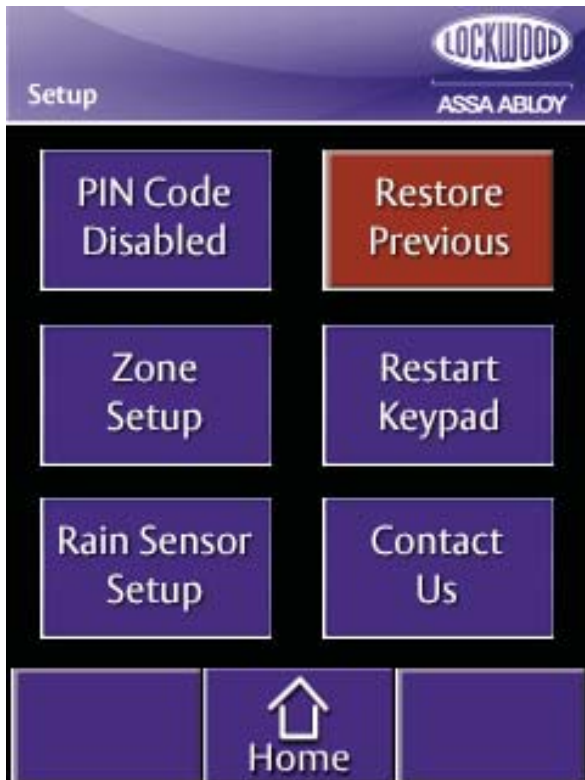 LOCKWOOD
Setup
ASSA ABLOY
PIN Code
Disabled
Restore
Previous
Zone
Setup
Restart
Keypad
Rain Sensor
Setup
Contact
Us
Home